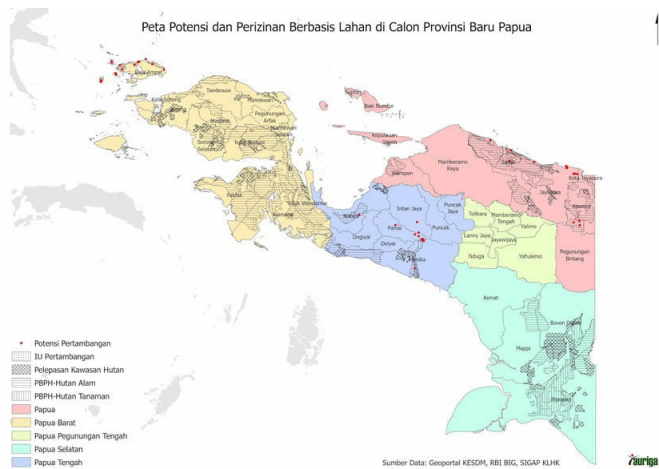 Peta Potensi dan Perizinan Berbasis Lahan di Calon Provinsi Baru Papua
Raja Ampat
Tambrauw
Kota Sorong
Sorong
Manokwari
Maybrat
Pegunungan
Arfak
Manokwari
Selatan
Sorong
Selatan
Teluk Bintuni
Fakfak
Teluk Wondama
Kaimana
Supiori
Biak Numfor
Kepulauan
Yapen
Waropen
Mamberamo
Raya
Sarmi
Kota Jayapura
Jayapura
Keerom
Nabire
Intan Jaya
Puncak
Jaya
Paniai
Puncak
Dogiyai
Deiyai
Mimika
Tolikara
Mamberamo
Tengah
Yalima
Lanny Jaya
Jayawijaya
Nduga
Yahukimo
Pegunungan
Bintang
Asmat
Boven Digoel
Mappi
Merauke
Potensi Pertambangan
IU Pertambangan
Pelepasan Kawasan Hutan
PBPH-Hutan Alam
PBPH-Hutan Tanaman
Papua
Papua Barat
Papua Pegunungan Tengah
Papua Selatan
Papua Tengah
Sumber Data: Geoportal KESDM, RBI BIG, SIGAP KLHK
auriga